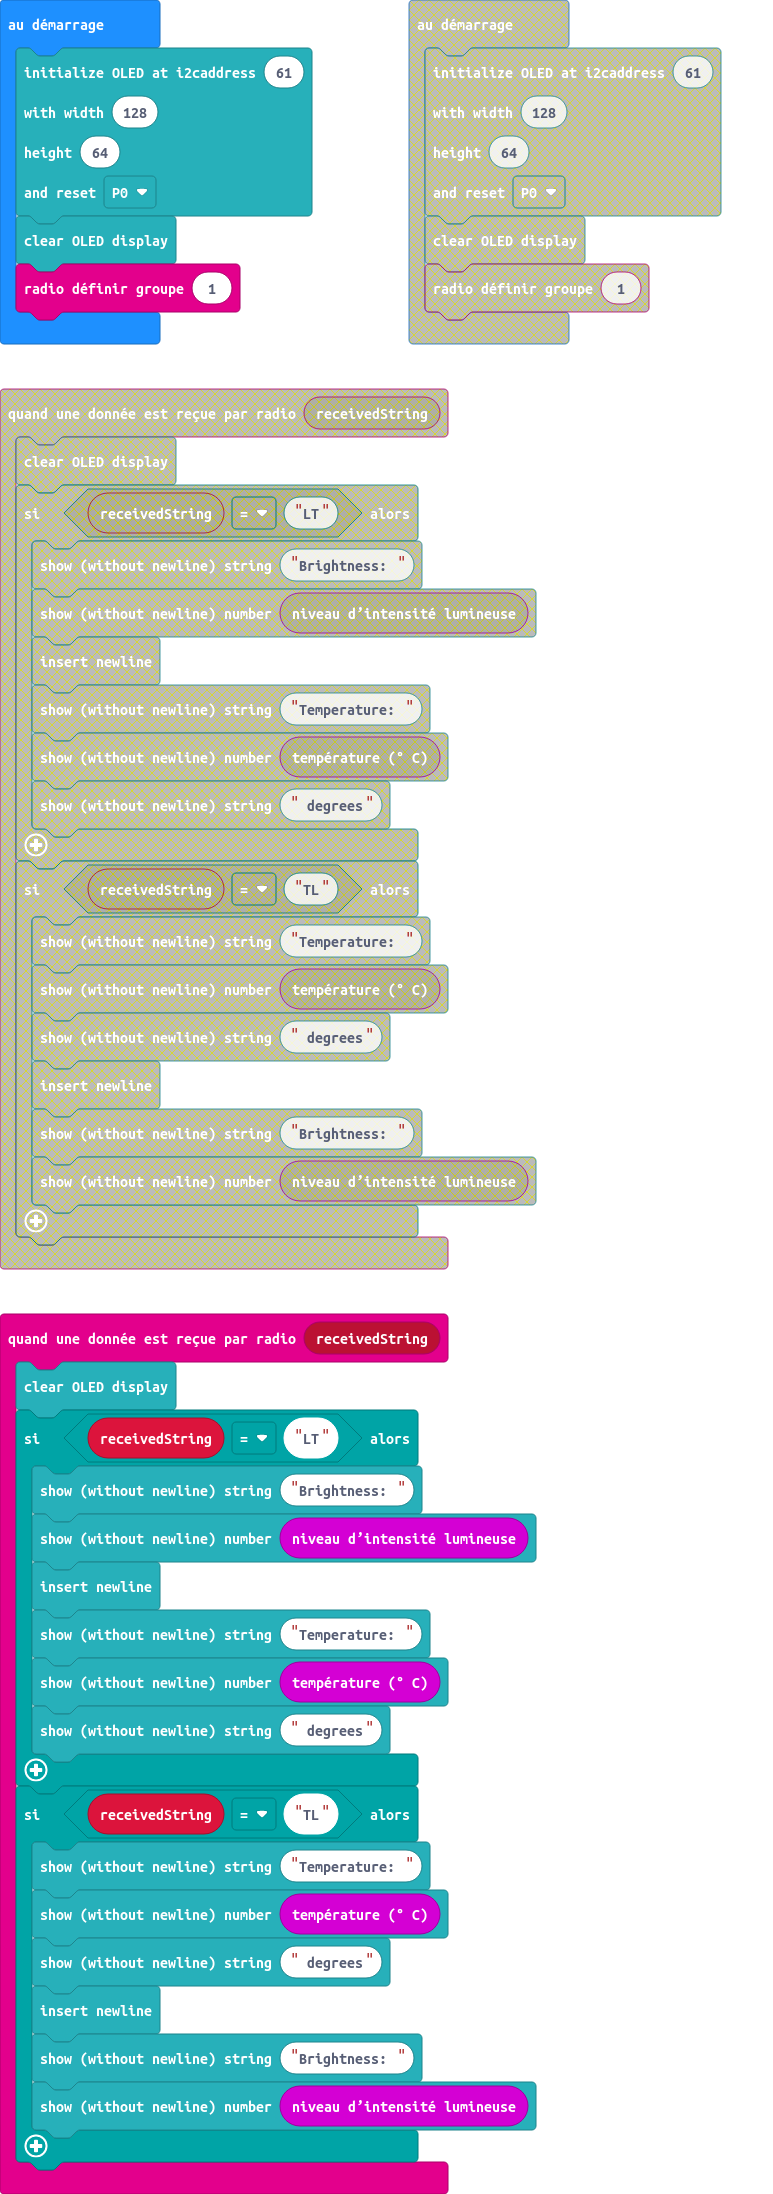 au démarrage
initialize OLED at i2caddress 61
with width 128
height 64
and reset P0
clear OLED display
radio définir groupe 1
au démarrage
initialize OLED at i2caddress 61
with width 128
height 64
and reset P0
clear OLED display
radio définir groupe 1
quand une donnée est reçue par radio receivedString
clear OLED display
si receivedString = "LT" alors
show (without newline) string "Brightness: "
show (without newline) number niveau d’intensité lumineuse
insert newline
show (without newline) string "Temperature: "
show (without newline) number température (° C)
show (without newline) string " degrees"
si receivedString = "TL" alors
show (without newline) string "Temperature: "
show (without newline) number température (° C)
show (without newline) string " degrees"
insert newline
show (without newline) string "Brightness: "
show (without newline) number niveau d’intensité lumineuse
quand une donnée est reçue par radio receivedString
clear OLED display
si receivedString = "LT" alors
show (without newline) string "Brightness: "
show (without newline) number niveau d’intensité lumineuse
insert newline
show (without newline) string "Temperature: "
show (without newline) number température (° C)
show (without newline) string " degrees"
si receivedString = "TL" alors
show (without newline) string "Temperature: "
show (without newline) number température (° C)
show (without newline) string " degrees"
insert newline
show (without newline) string "Brightness: "
show (without newline) number niveau d’intensité lumineuse